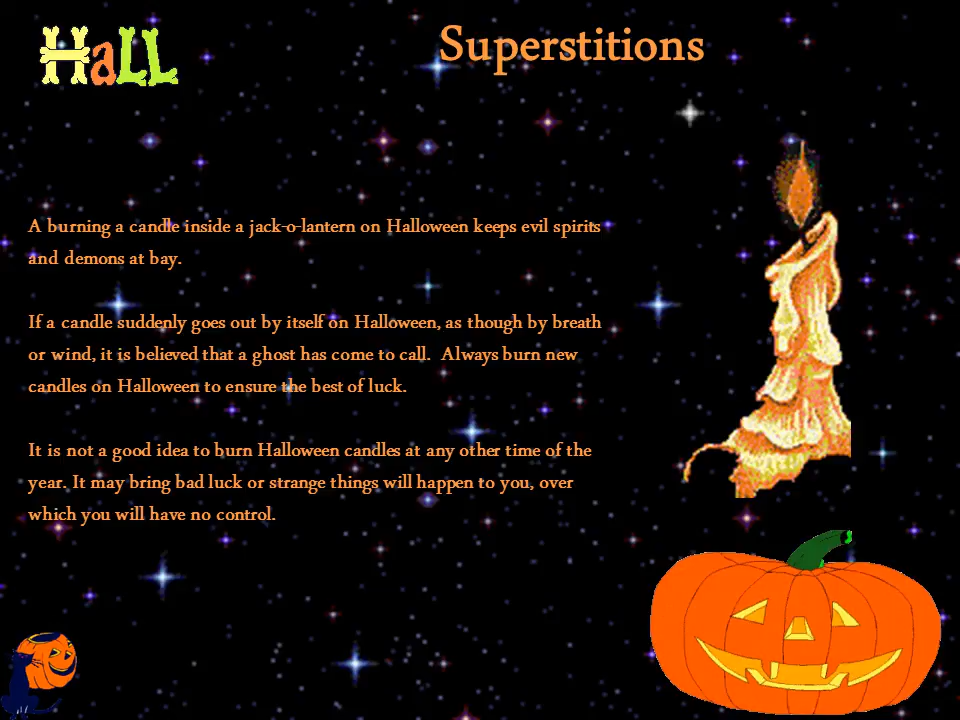 HaLL
Superstitions
A burning a candle inside a jack-o-lantern on Halloween keeps evil spirits
and demons at bay.
If a candle suddenly goes out by itself on Halloween, as though by breath
or wind, it is believed that a ghost has come to call.  Always burn new
candles on Halloween to ensure the best of luck.
It is not a good idea to burn Halloween candles at any other time of the
year. It may bring bad luck or strange things will happen to you, over
which you will have no control.